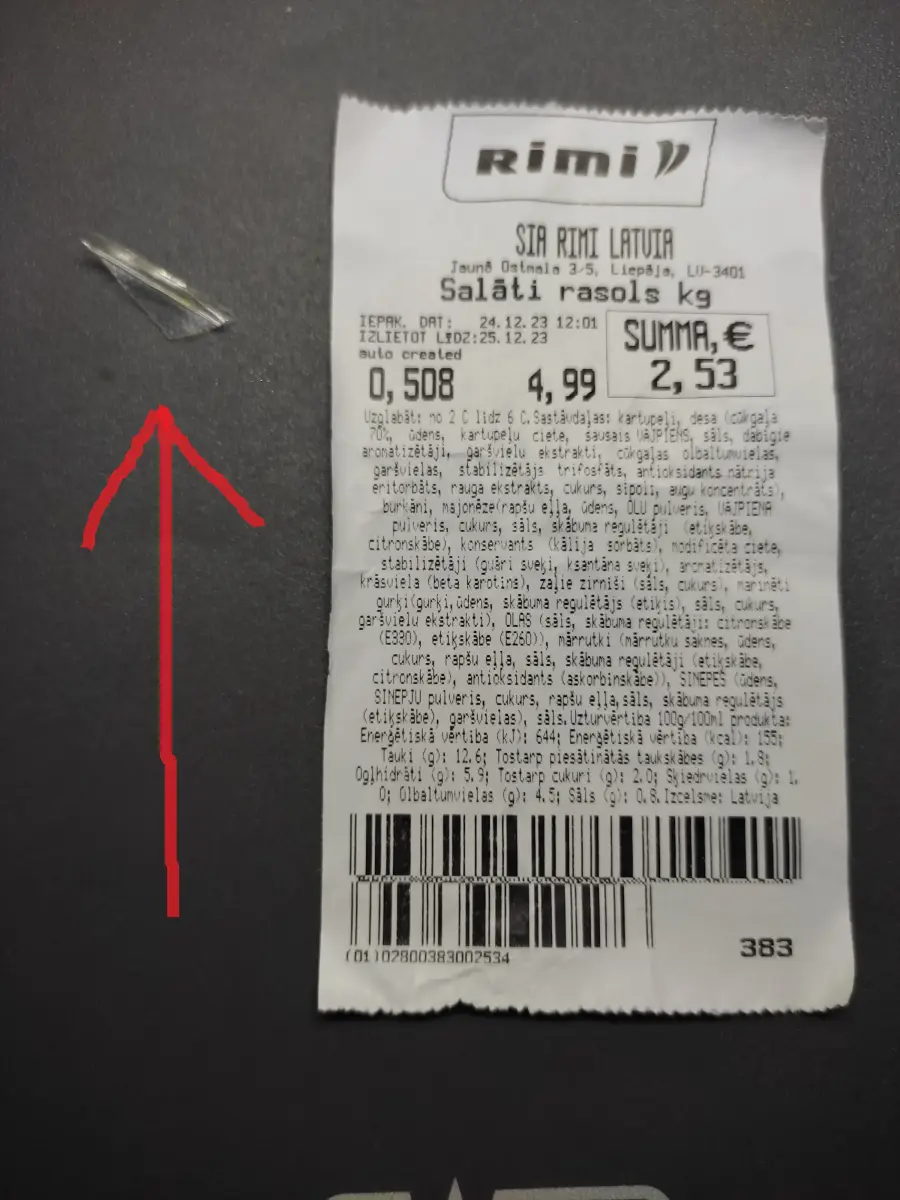 Rimi
SIA RIMI LATVIA
Jaunā Ostmala 3/5, Liepāja, LV-3401
Salāti rasols kg
IEPAK. DAT: 24.12.23 12:01
IZLIETOT LĪDZ:25.12.23
auto created
SUMMA,€
0,508 4,99 2,53
Uzglabāt: no 2 C līdz 6 C.Sastāvdaļas: kartupeļi, desa (cūkgaļa
70%, ūdens, kartupeļu ciete, sausais VĀJPIENS, sāls, dabīgie
aromatizētāji, garšvielu ekstrakti, cūkgaļas olbaltumvielas,
garšvielas, stabilizētājs trifosfāts, antioksidants nātrija
eritorbāts, rauga ekstrakts, cukurs, sīpoli, augu koncentrāts),
burkāni, majonēze(rapšu eļļa, ūdens, OLU pulveris, VĀJPIENA
pulveris, cukurs, sāls, skābuma regulētāji (etiķskābe,
citronskābe), konservants (kālija sorbāts), modificēta ciete,
stabilizētāji (guāri sveķi, ksantāna sveķi), aromatizētājs,
krāsviela (beta karotīns), zaļie zirnīši (sāls, cukurs), marinēti
gurķi(gurķi,ūdens, skābuma regulētājs (etiķis), sāls, cukurs,
garšvielu ekstrakti), OLAS (sāls, skābuma regulētāji: citronskābe
(E330), etiķskābe (E260)), mārrutki (mārrutku saknes, ūdens,
cukurs, rapšu eļļa, sāls, skābuma regulētāji (etiķskābe,
citronskābe), antioksidants (askorbīnskābe)), SINEPES (ūdens,
SINEPJU pulveris, cukurs, rapšu eļļa,sāls, skābuma regulētājs
(etiķskābe), garšvielas), sāls.Uzturvērtība 100g/100ml produkta:
Enerģētiskā vērtība (kJ): 644; Enerģētiskā vērtība (kcal): 155;
Tauki (g): 12.6; Tostarp piesātinātās taukskābes (g): 1.8;
Ogļhidrāti (g): 5.9; Tostarp cukuri (g): 2.0; Šķiedrvielas (g): 1.
0; Olbaltumvielas (g): 4.5; Sāls (g): 0.8.Izcelsme: Latvija
383
(01)02800383002534